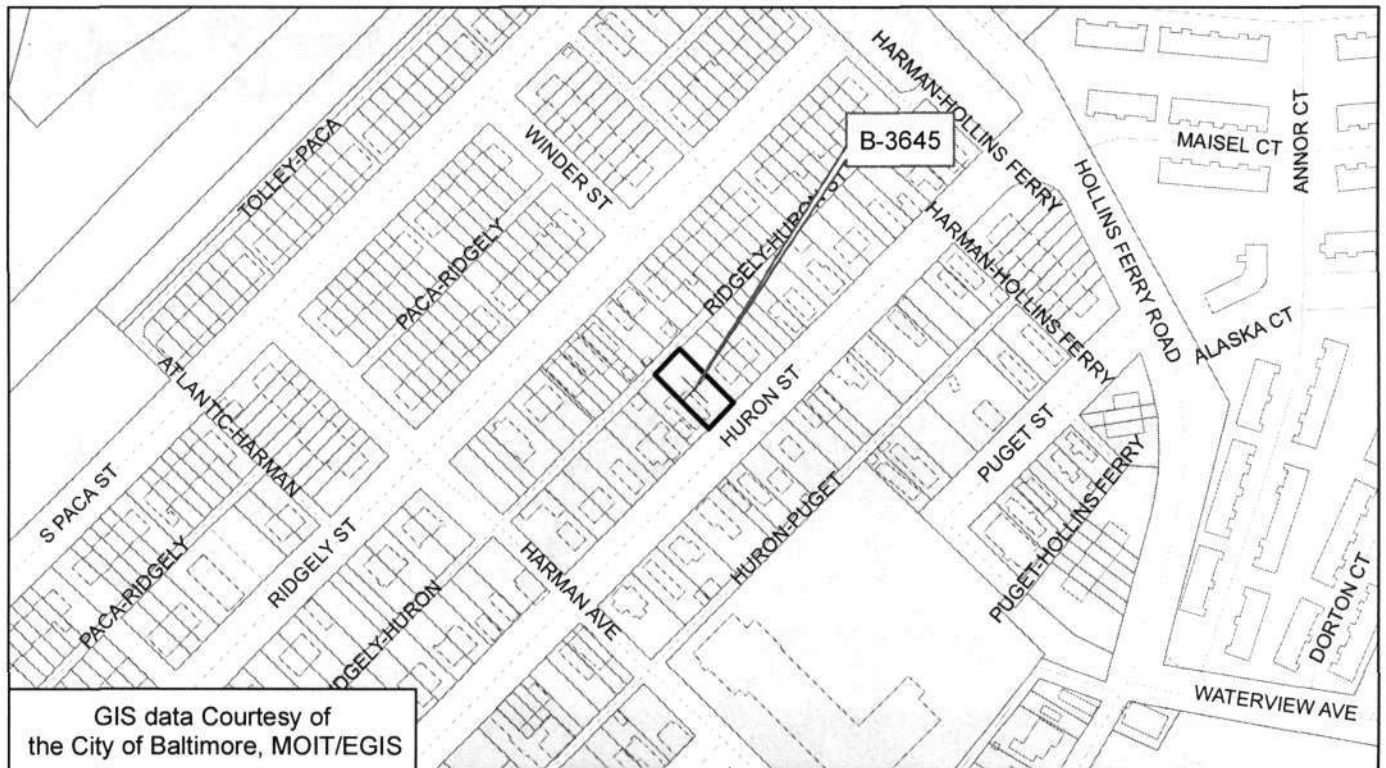 HARMAN-HOLLINS FERRY
B-3645
MAISEL CT
ANNOR CT
TOLLEY-PACA
WINDER ST
HOLLINS FERRY ROAD
RIDGELY-HURON ST
HARMAN-HOLLINS FERRY
PACA-RIDGELY
ALASKA CT
ATLANTIC-HARMAN
HURON ST
PUGET ST
S PACA ST
HURON-PUGET
PUGET-HOLLINS FERRY
RIDGELY ST
PACA-RIDGELY
HARMAN AVE
DORTON CT
IDGELY-HURON
WATERVIEW AVE
GIS data Courtesy of
the City of Baltimore, MOIT/EGIS